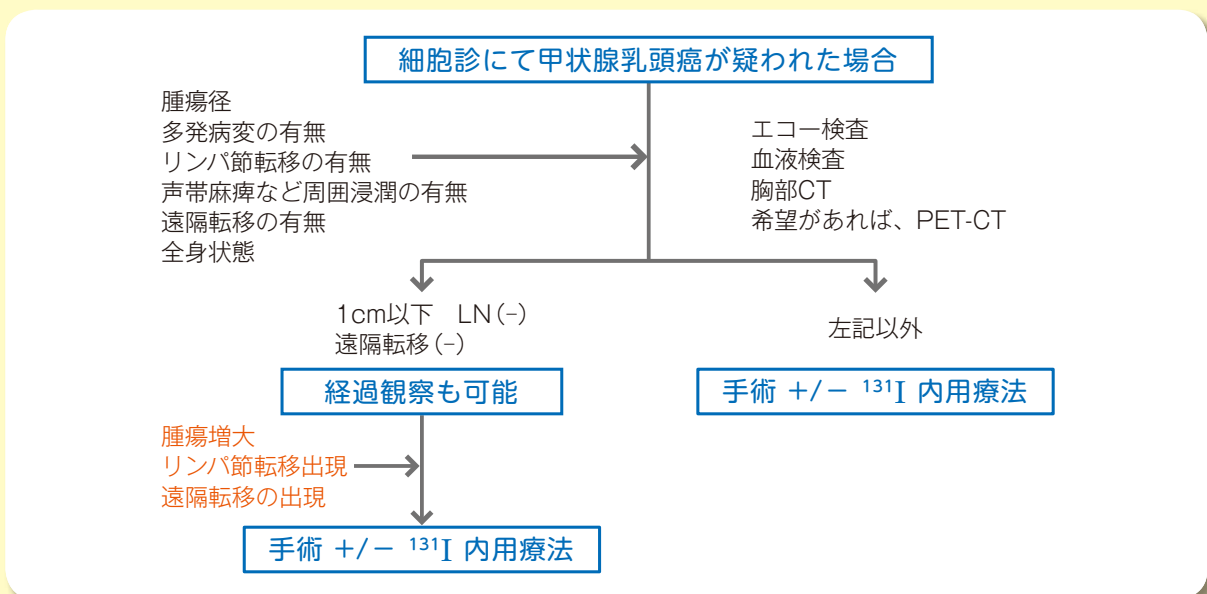 細胞診にて甲状腺乳頭癌が疑われた場合
腫瘍径
多発病変の有無
リンパ節転移の有無
声帯麻痺など周囲浸潤の有無
遠隔転移の有無
全身状態
エコー検査
血液検査
胸部CT
希望があれば、PET-CT
1cm以下　LN(-)
遠隔転移(-)
経過観察も可能
左記以外
手術 +/− ¹³¹I 内用療法
腫瘍増大
リンパ節転移出現
遠隔転移の出現
手術 +/− ¹³¹I 内用療法